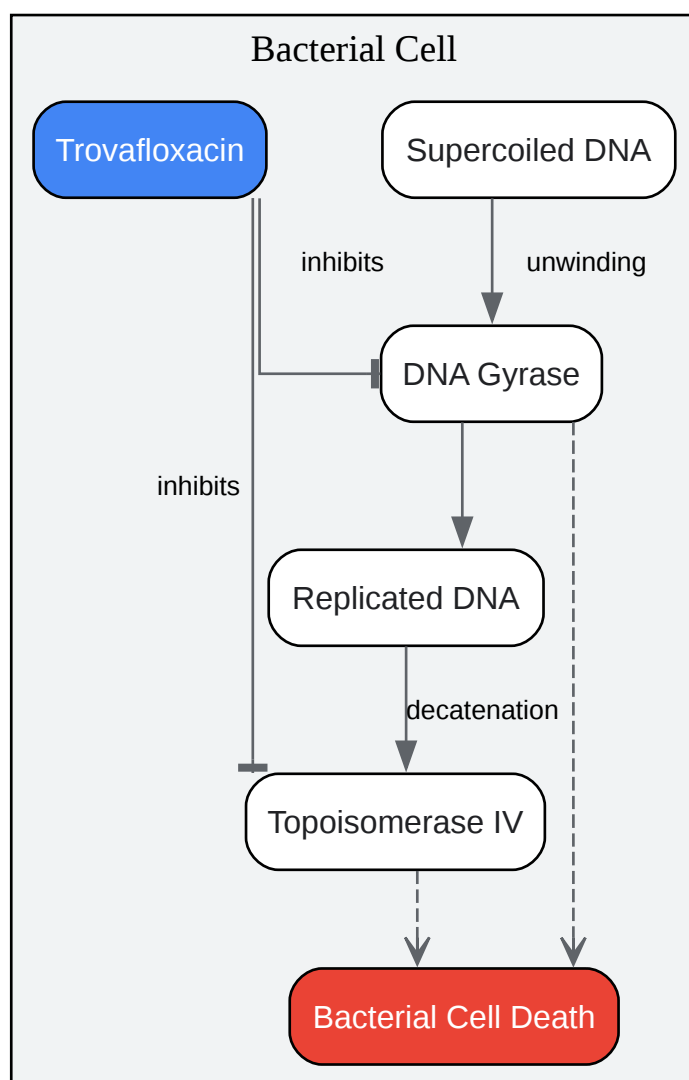 Bacterial Cell
Trovafloxacin
Supercoiled DNA
inhibits
unwinding
DNA Gyrase
inhibits
Replicated DNA
decatenation
Topoisomerase IV
Bacterial Cell Death